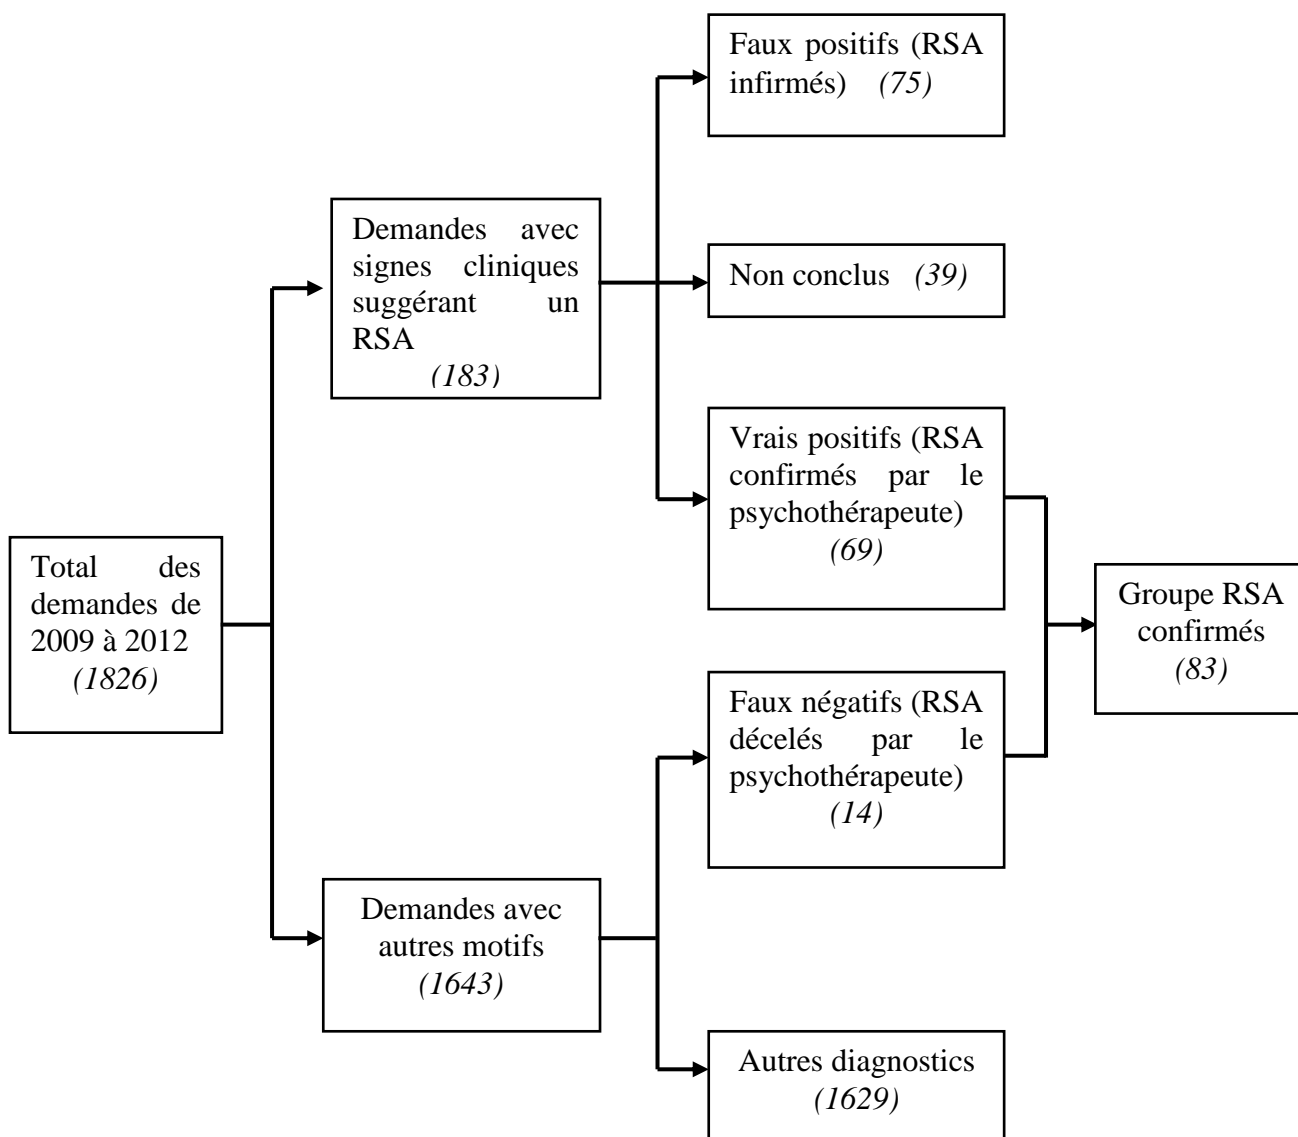 Faux positifs (RSA
infirmés) (75)
Demandes avec
signes cliniques
suggérant un
RSA
(183)
Non conclus (39)
Vrais positifs (RSA
confirmés par le
psychothérapeute)
(69)
Total des
demandes de
2009 à 2012
(1826)
Groupe RSA
confirmés
(83)
Faux négatifs (RSA
décelés par le
psychothérapeute)
(14)
Demandes avec
autres motifs
(1643)
Autres diagnostics
(1629)